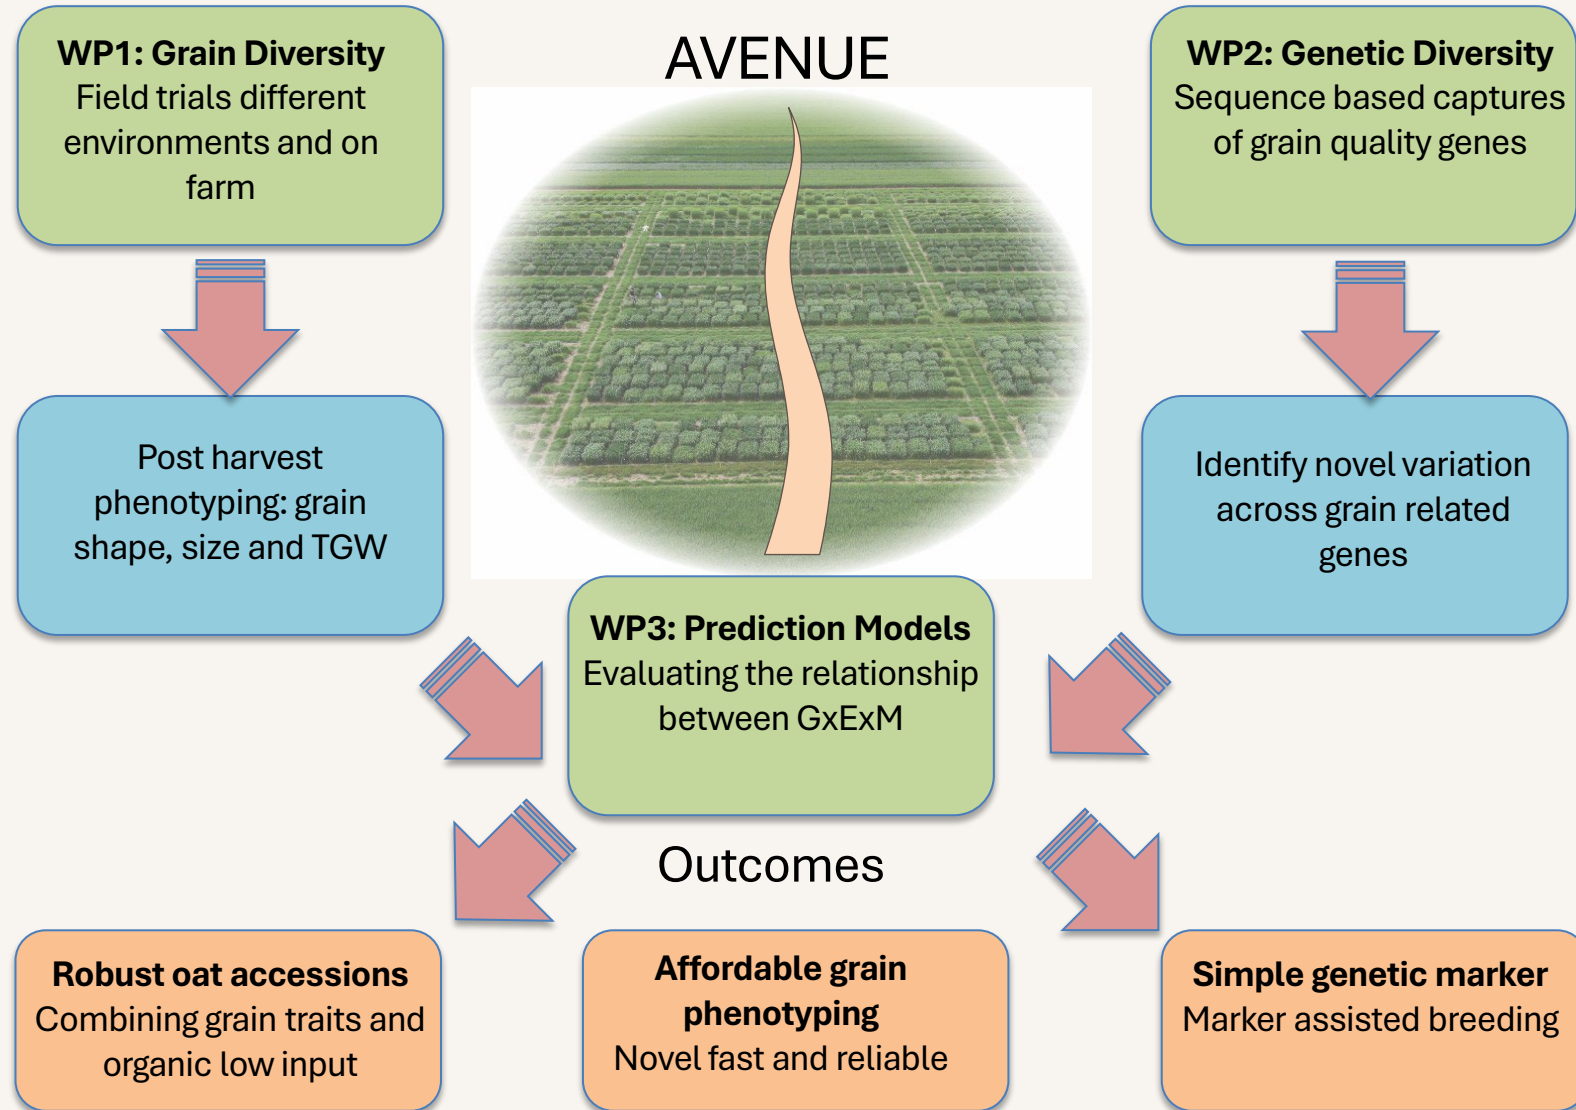 AVENUE
WP1: Grain Diversity
Field trials different
environments and on
farm
WP2: Genetic Diversity
Sequence based captures
of grain quality genes
Post harvest
phenotyping: grain
shape, size and TGW
Identify novel variation
across grain related
genes
WP3: Prediction Models
Evaluating the relationship
between GxExM
Outcomes
Robust oat accessions
Combining grain traits and
organic low input
Affordable grain
phenotyping
Novel fast and reliable
Simple genetic marker
Marker assisted breeding